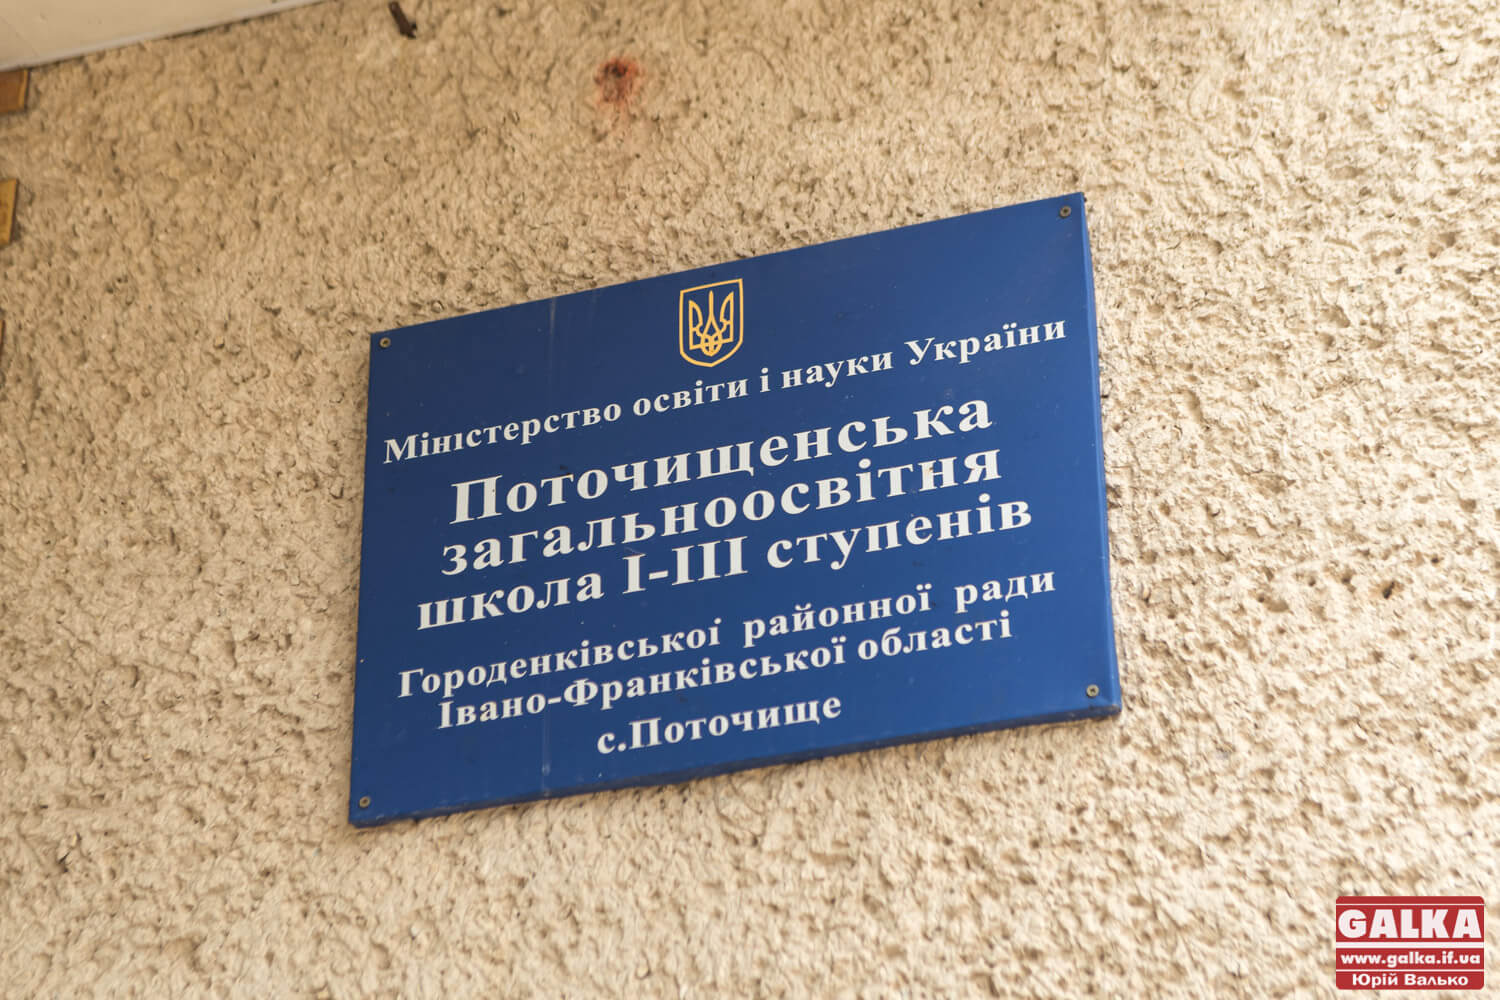 Міністерство освіти і науки України
Поточищенська
загальноосвітня
школа І-ІІІ ступенів
Городенківської районної ради
Івано-Франківської області
с.Поточище
GALKA
www.galka.if.ua
Юрій Валько